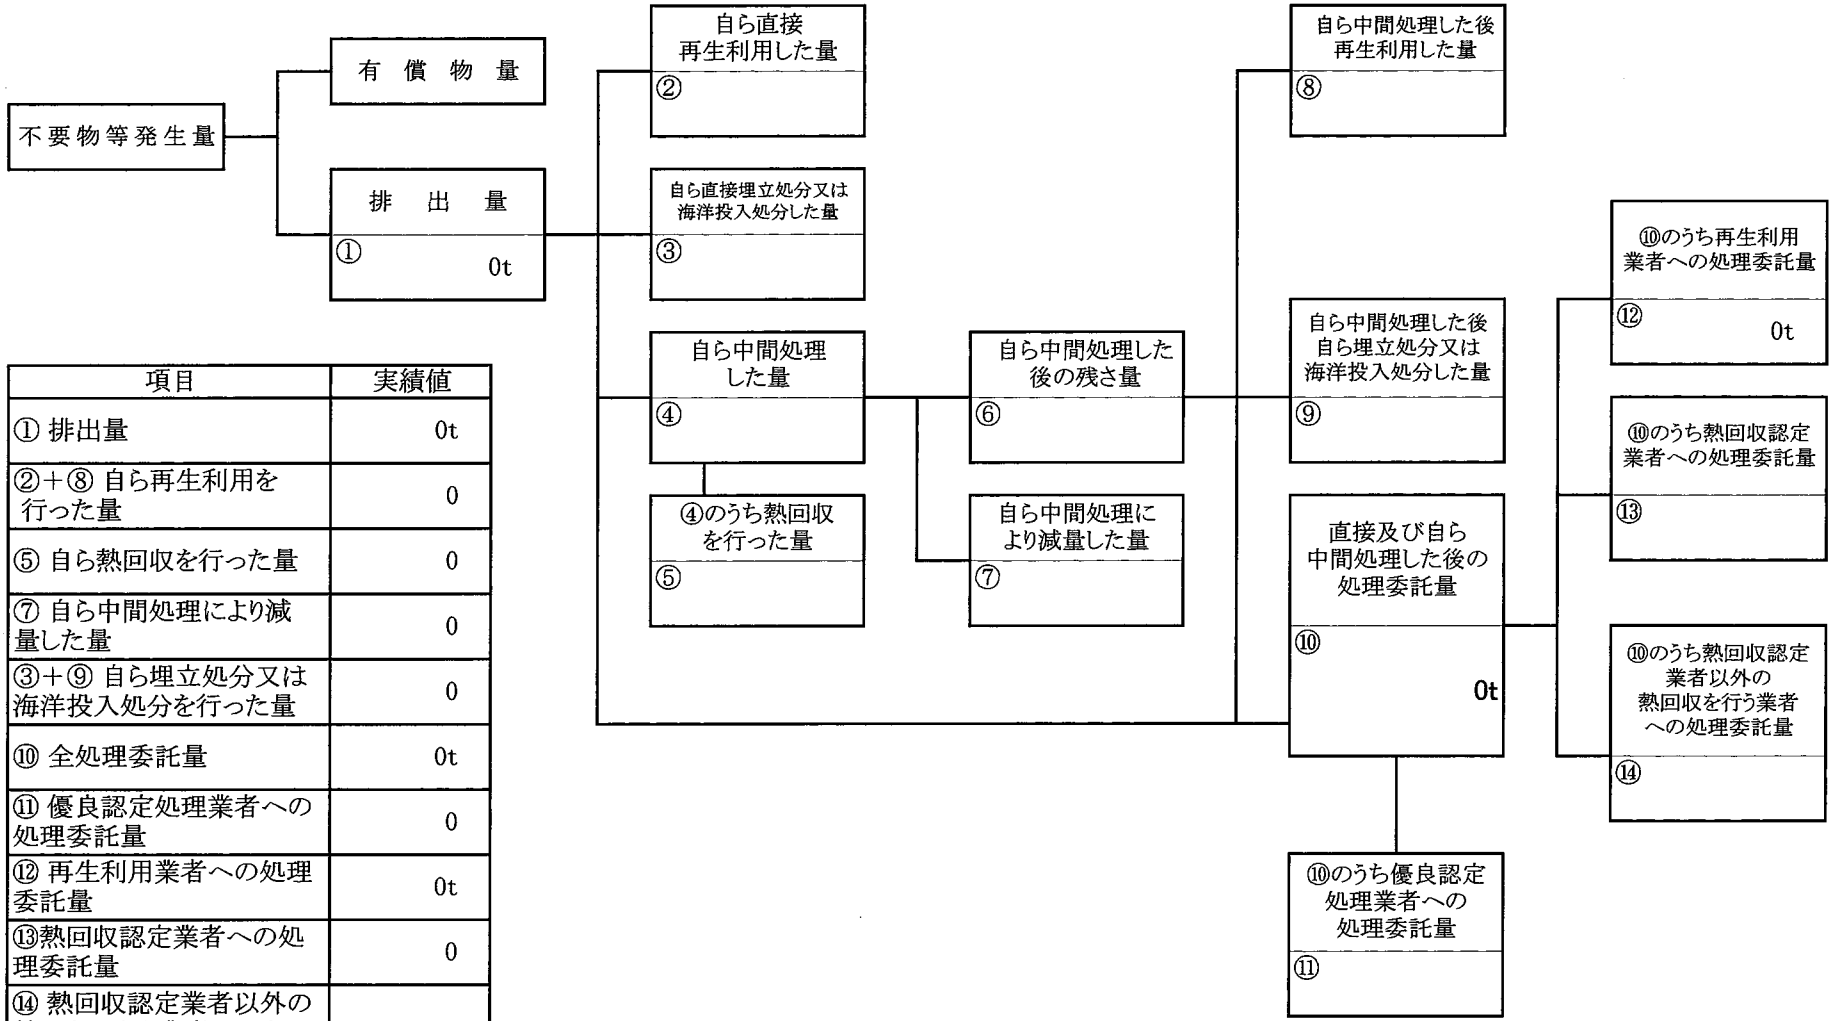 不要物等発生量
有償物量
排出量
①
0t
自ら直接
再生利用した量
②
自ら直接埋立処分又は
海洋投入処分した量
③
自ら中間処理
した量
④
④のうち熱回収
を行った量
⑤
自ら中間処理した
後の残さ量
⑥
自ら中間処理に
より減量した量
⑦
自ら中間処理した後
再生利用した量
⑧
自ら中間処理した後
自ら埋立処分又は
海洋投入処分した量
⑨
直接及び自ら
中間処理した後の
処理委託量
⑩
0t
⑩のうち優良認定
処理業者への
処理委託量
⑪
⑩のうち再生利用
業者への処理委託量
⑫
0t
⑩のうち熱回収認定
業者への処理委託量
⑬
⑩のうち熱回収認定
業者以外の
熱回収を行う業者
への処理委託量
⑭
項目 実績値
① 排出量 0t
②+⑧ 自ら再生利用を
行った量 0
⑤ 自ら熱回収を行った量 0
⑦ 自ら中間処理により減
量した量 0
③+⑨ 自ら埋立処分又は
海洋投入処分を行った量 0
⑩ 全処理委託量 0t
⑪ 優良認定処理業者への
処理委託量 0
⑫ 再生利用業者への処理
委託量 0t
⑬熱回収認定業者への処
理委託量 0
⑭ 熱回収認定業者以外の